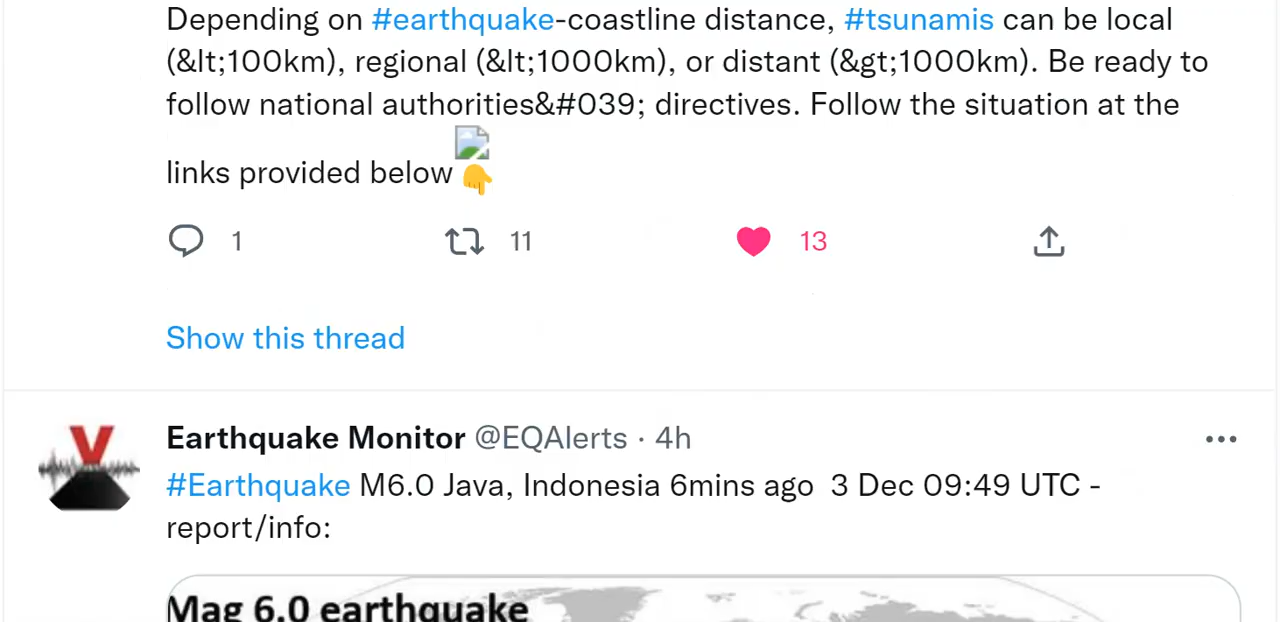 Depending on #earthquake-coastline distance, #tsunamis can be local
(&lt;100km), regional (&lt;1000km), or distant (&gt;1000km). Be ready to
follow national authorities&#039; directives. Follow the situation at the
links provided below👇
1 11 13
Show this thread
Earthquake Monitor @EQAlerts · 4h
#Earthquake M6.0 Java, Indonesia 6mins ago  3 Dec 09:49 UTC -
report/info:
Mag 6.0 earthquake